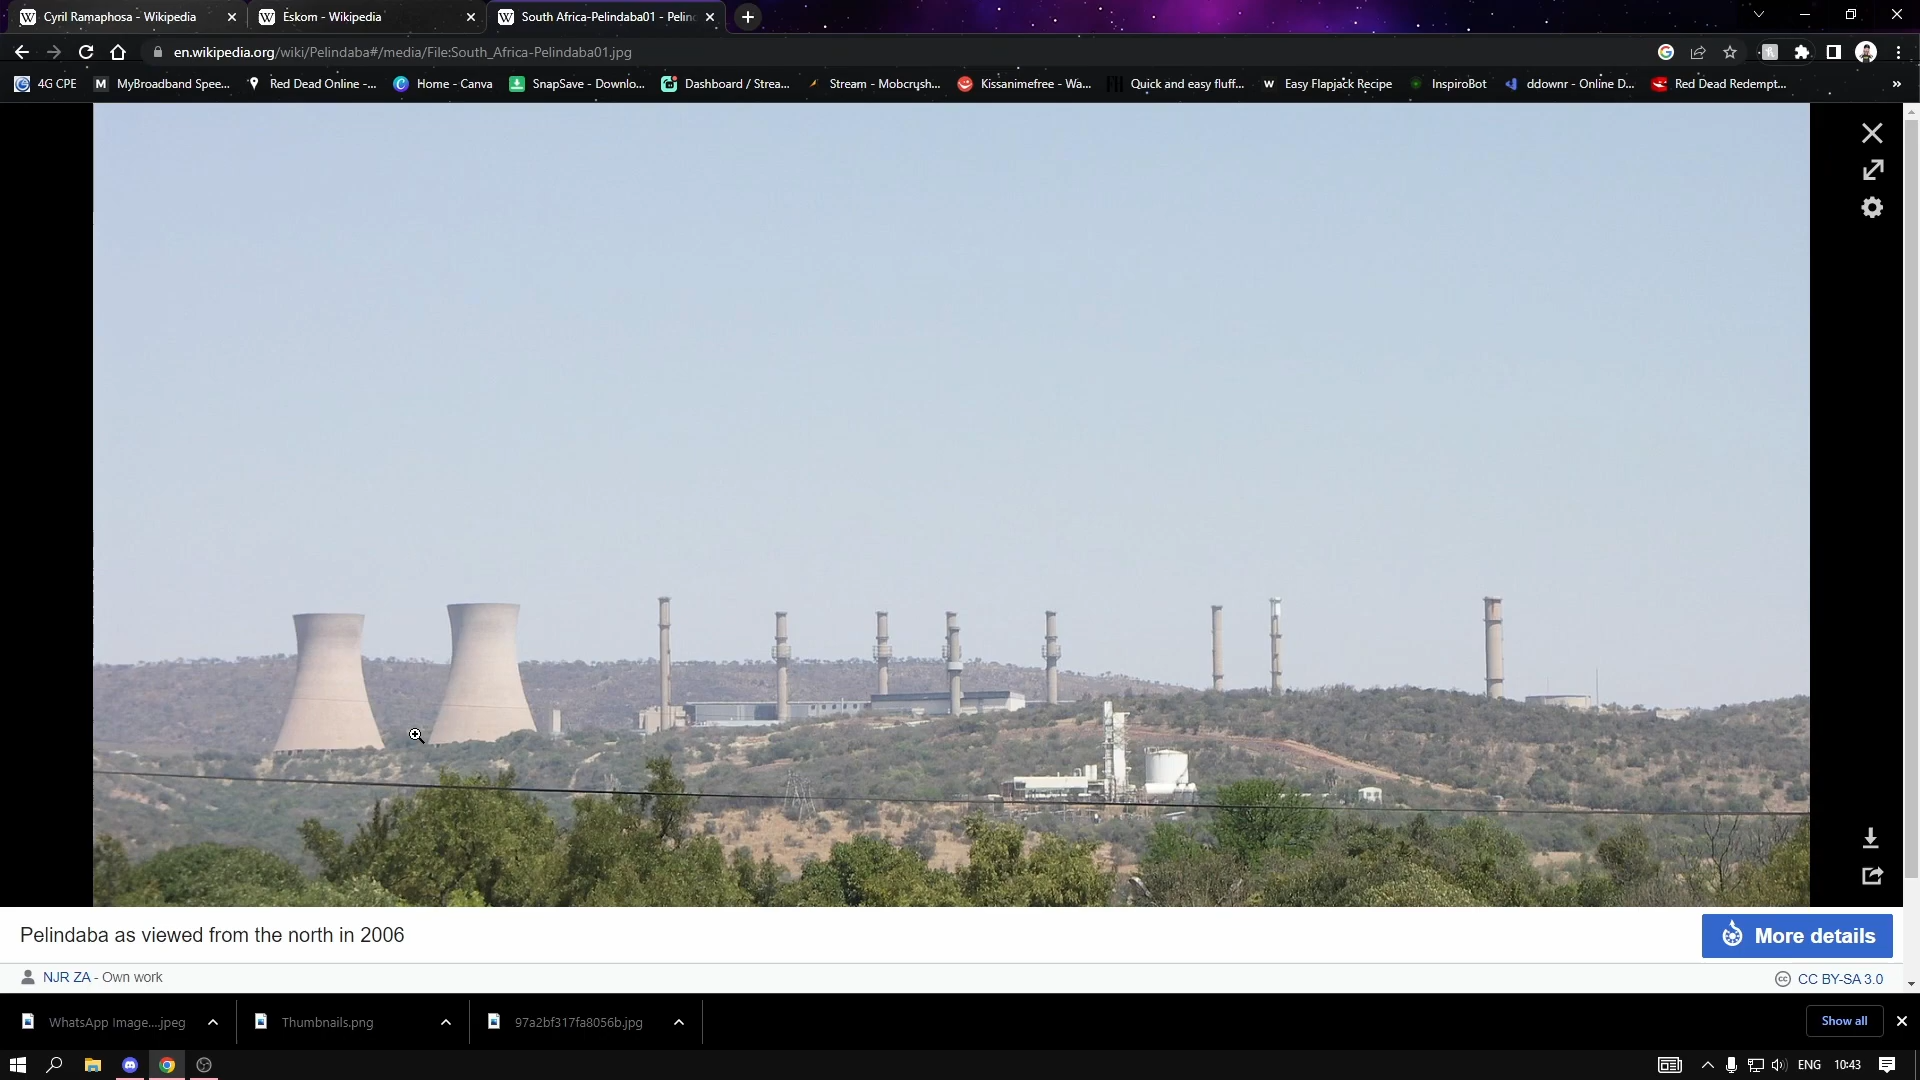 Cyril Ramaphosa - Wikipedia
Eskom - Wikipedia
South Africa-Pelindaba01 - Pelin
en.wikipedia.org/wiki/Pelindaba#/media/File:South_Africa-Pelindaba01.jpg
4G CPE
MyBroadband Spee...
Red Dead Online -...
Home - Canva
SnapSave - Downlo...
Dashboard / Strea...
Stream - Mobcrush...
Kissanimefree - Wa...
Quick and easy fluff...
Easy Flapjack Recipe
InspiroBot
ddownr - Online D...
Red Dead Redempt...
Pelindaba as viewed from the north in 2006
More details
NJR ZA - Own work
CC BY-SA 3.0
WhatsApp Image....jpeg
Thumbnails.png
97a2bf317fa8056b.jpg
Show all
ENG
10:43